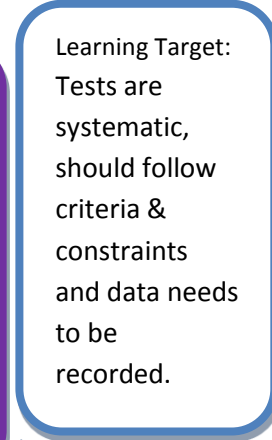 Learning Target:
Tests are
systematic,
should follow
criteria &
constraints
and data needs
to be
recorded.